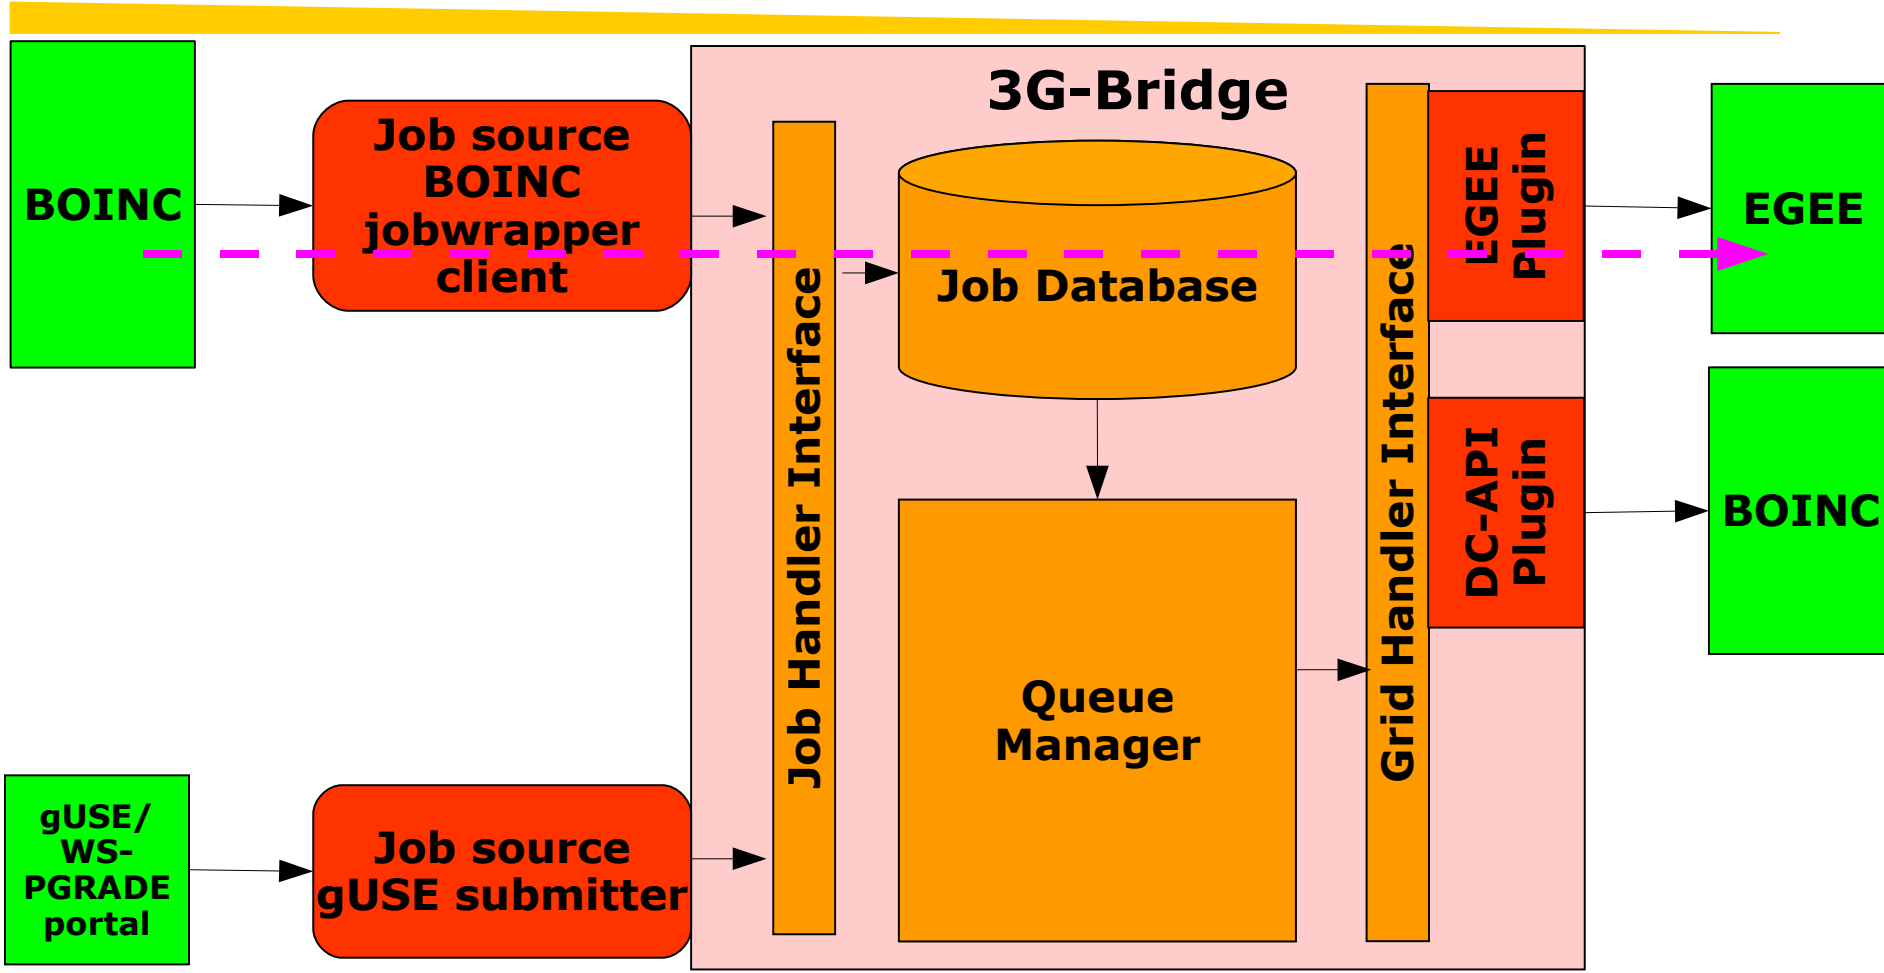 3G-Bridge
BOINC
Job source
BOINC
jobwrapper
client
Job Handler Interface
Job Database
Queue
Manager
Grid Handler Interface
EGEE
Plugin
EGEE
DC-API
Plugin
BOINC
gUSE/
WS-
PGRADE
portal
Job source
gUSE submitter